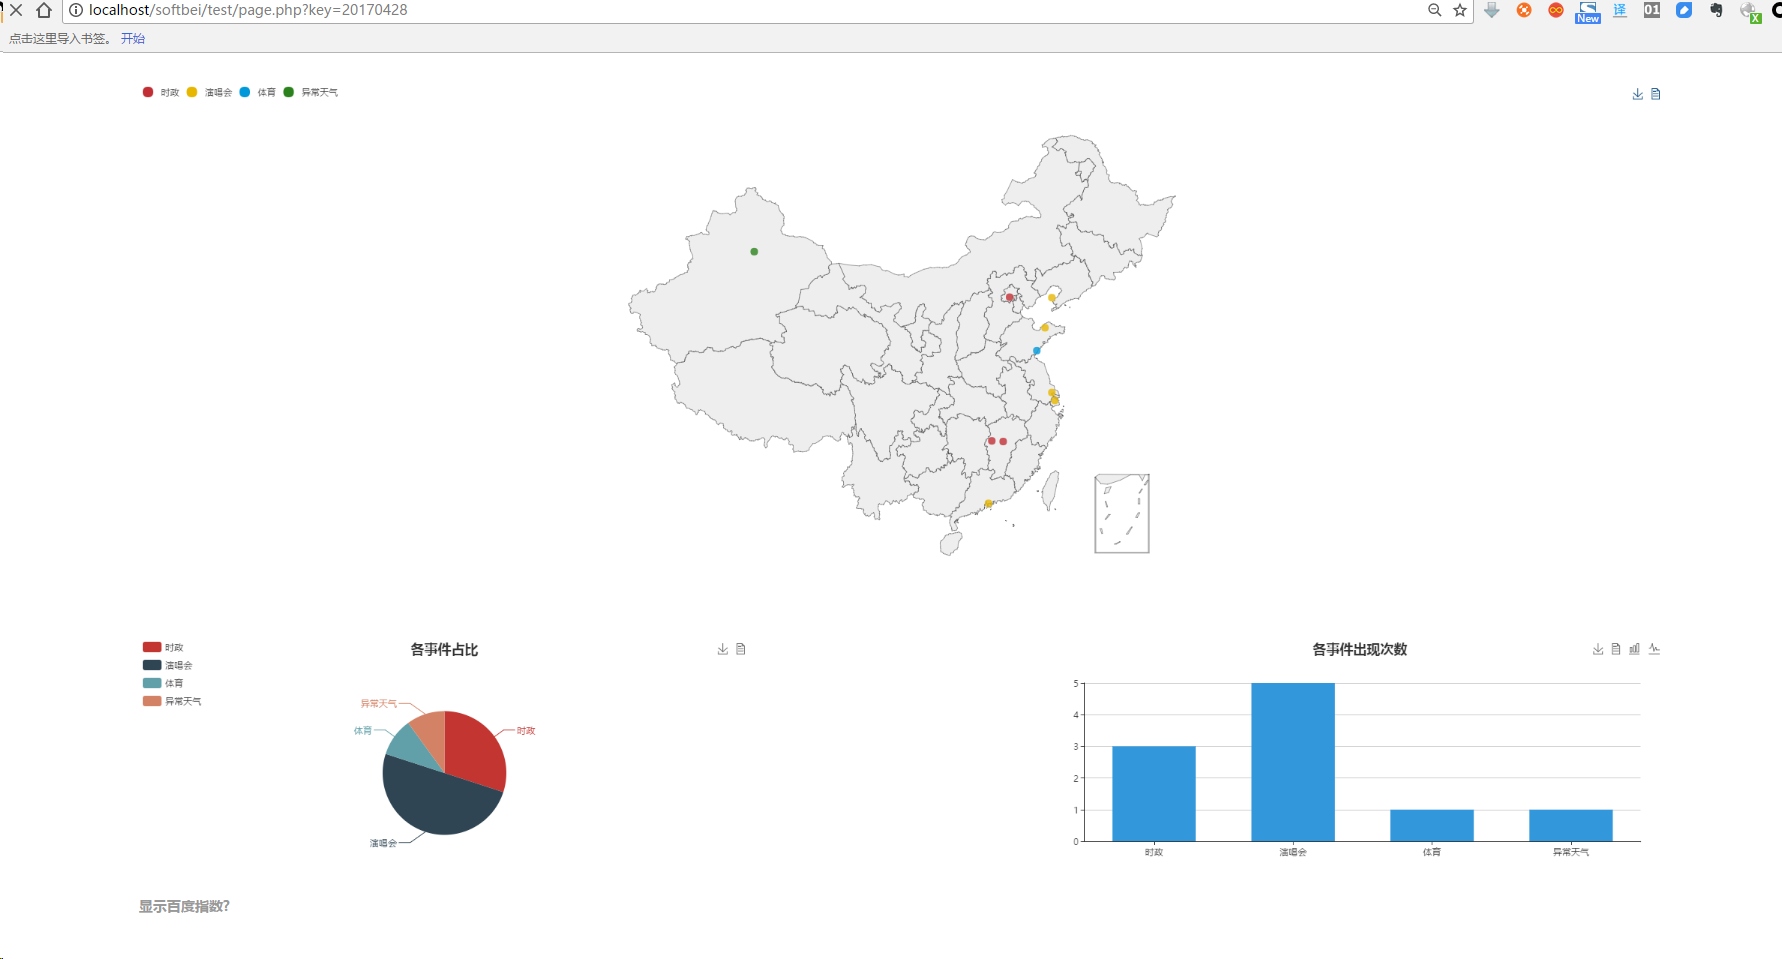 localhost/softbei/test/page.php?key=20170428
译
01
New
X
点击这里导入书签。 开始
时政 演唱会 体育 异常天气
时政
演唱会
体育
异常天气
各事件占比
异常天气
体育
时政
演唱会
各事件出现次数
5
4
3
2
1
0
时政 演唱会 体育 异常天气
显示百度指数?